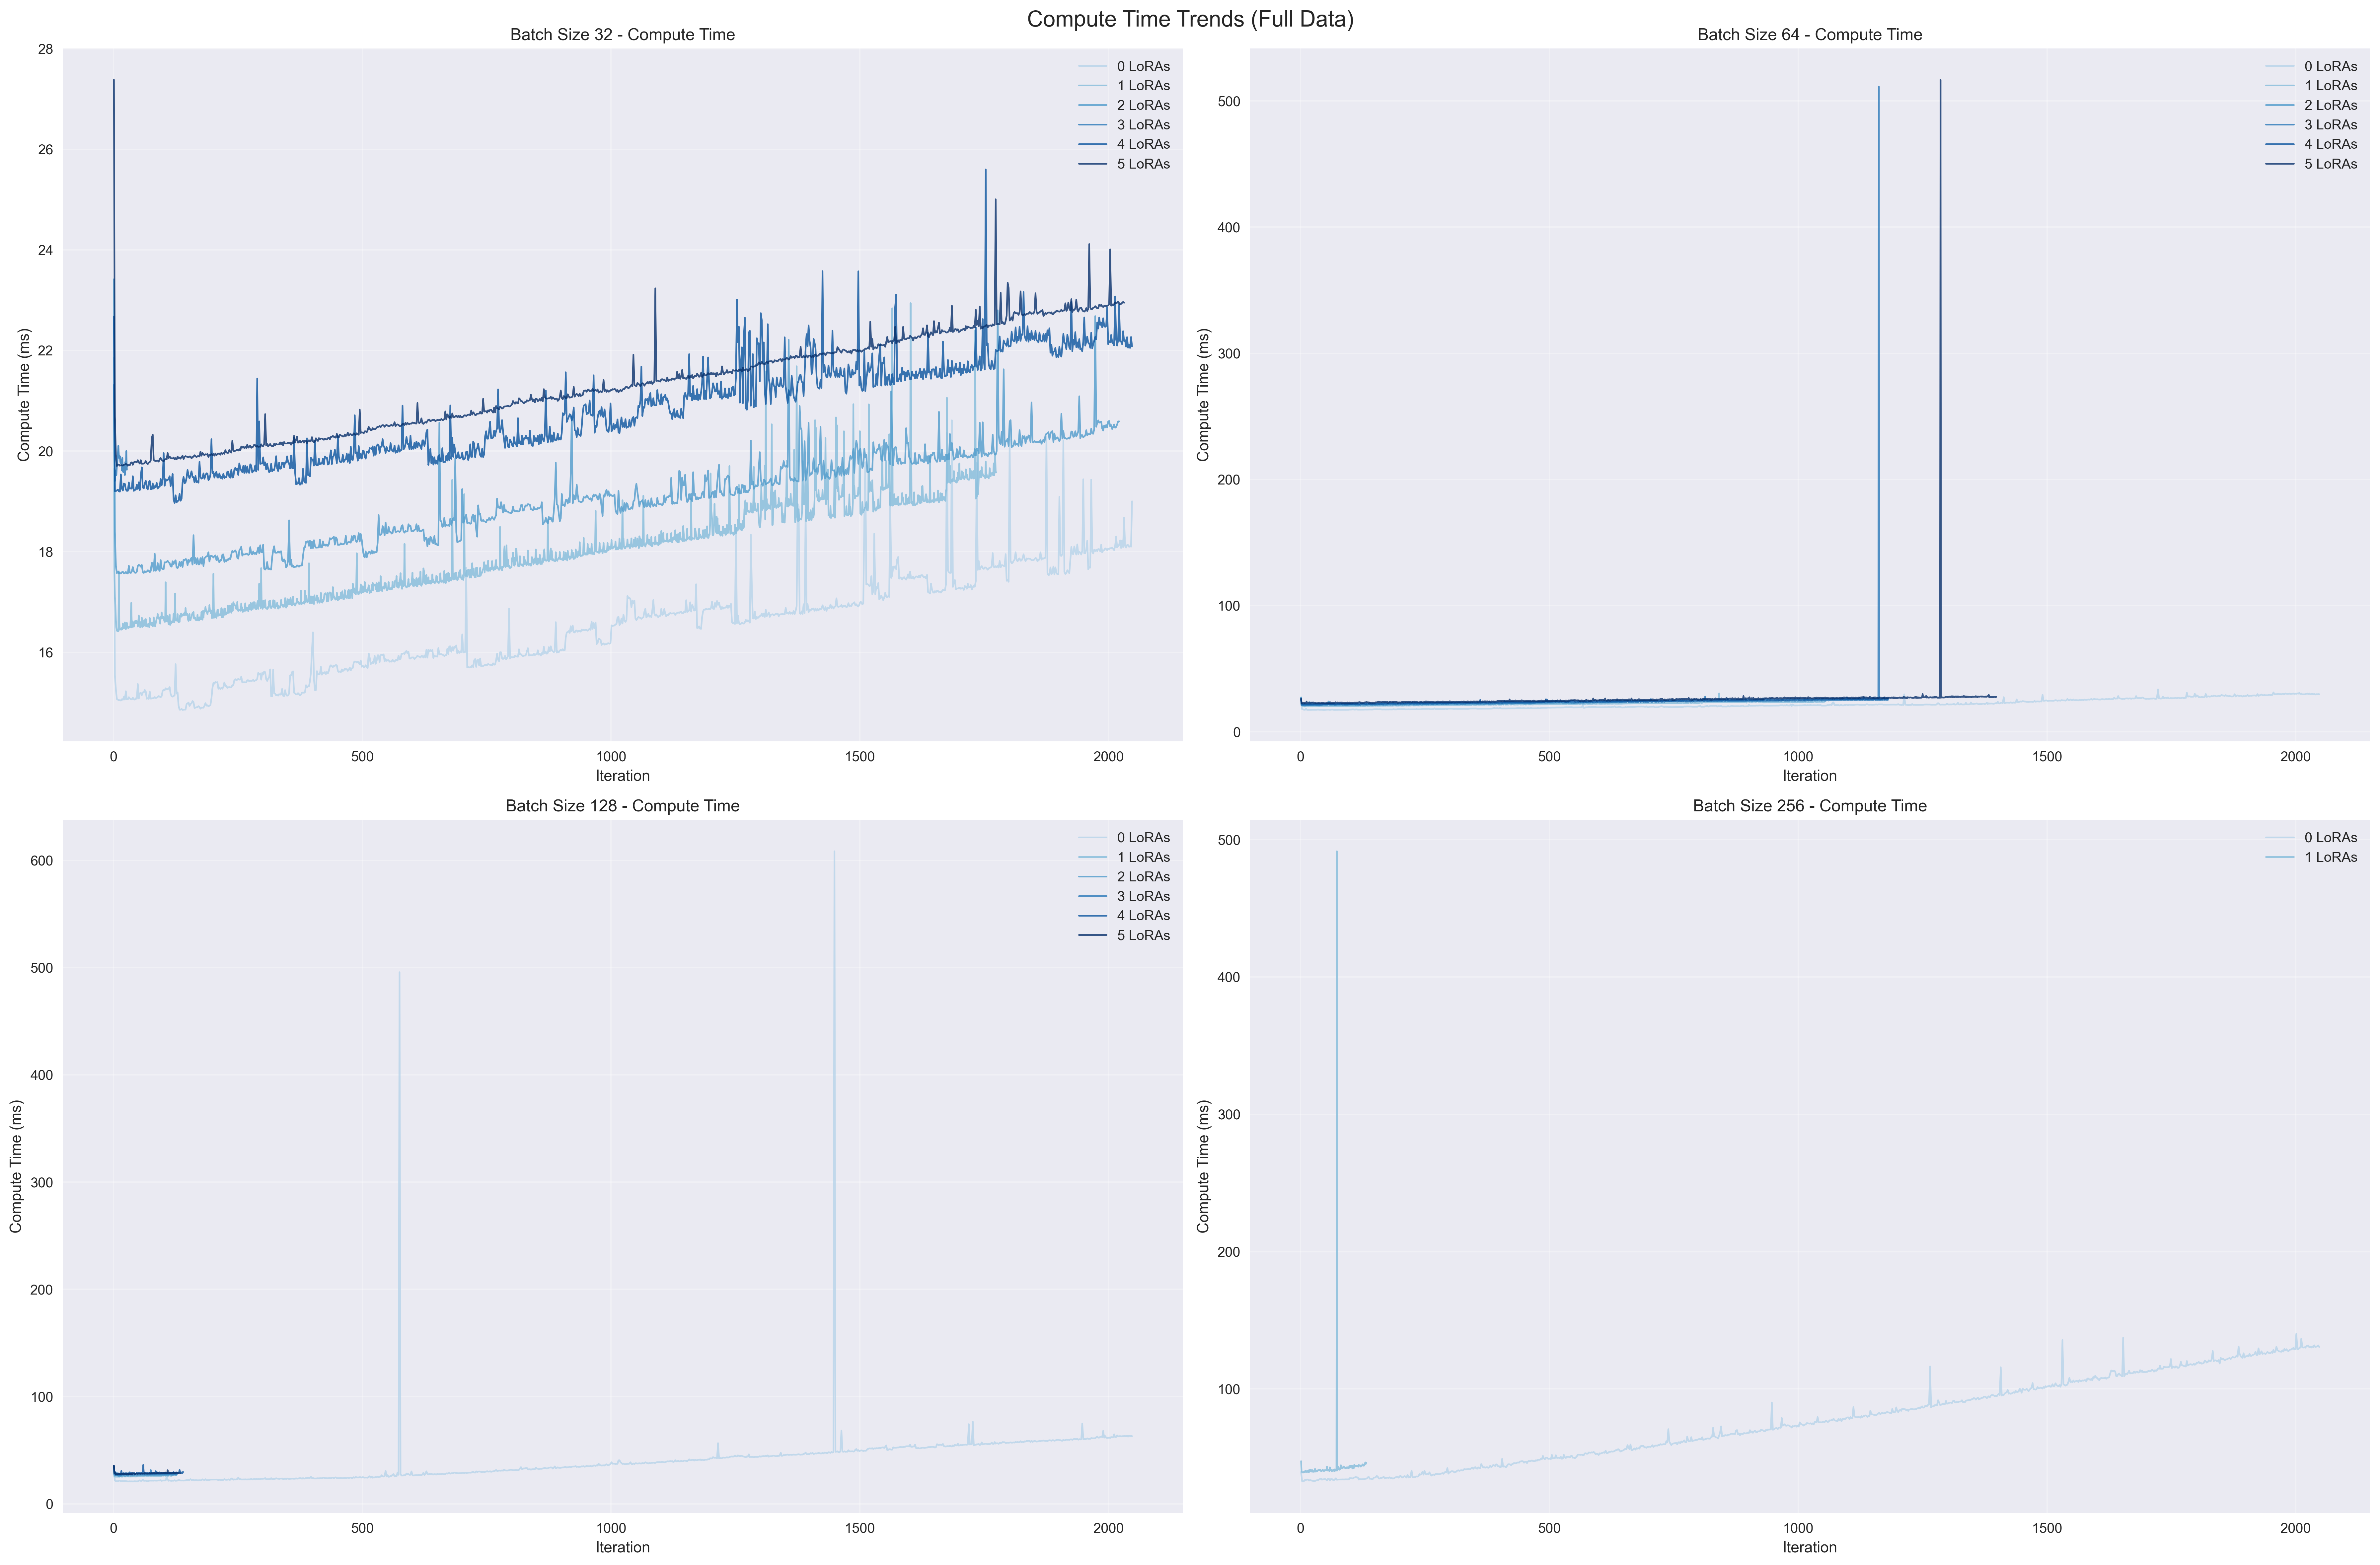 Compute Time Trends (Full Data)
Batch Size 32 - Compute Time
Compute Time (ms)
28
26
24
22
20
18
16
0
500
1000
1500
2000
Iteration
0 LoRAs
1 LoRAs
2 LoRAs
3 LoRAs
4 LoRAs
5 LoRAs
Batch Size 64 - Compute Time
Compute Time (ms)
500
400
300
200
100
0
0
500
1000
1500
2000
Iteration
0 LoRAs
1 LoRAs
2 LoRAs
3 LoRAs
4 LoRAs
5 LoRAs
Batch Size 128 - Compute Time
Compute Time (ms)
600
500
400
300
200
100
0
0
500
1000
1500
2000
Iteration
0 LoRAs
1 LoRAs
2 LoRAs
3 LoRAs
4 LoRAs
5 LoRAs
Batch Size 256 - Compute Time
Compute Time (ms)
500
400
300
200
100
0
500
1000
1500
2000
Iteration
0 LoRAs
1 LoRAs